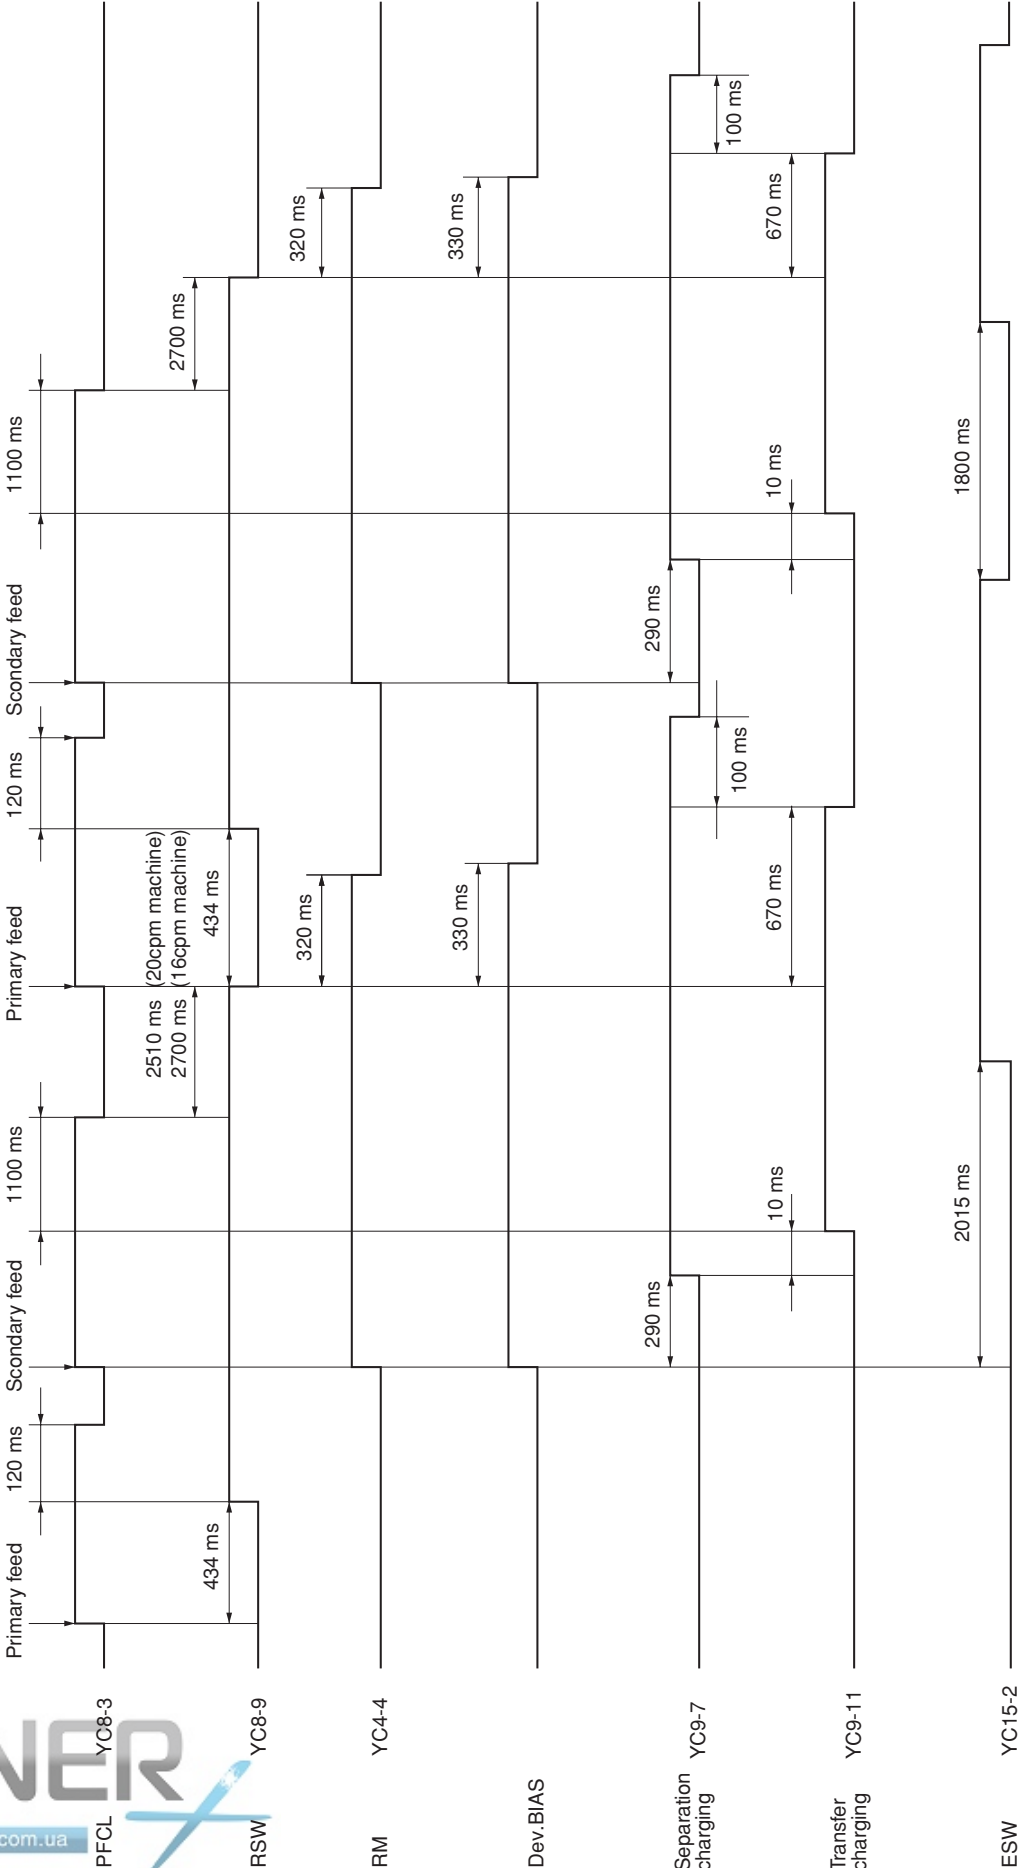 Primary feed
120 ms
Scondary feed
1100 ms
Primary feed
120 ms
Scondary feed
1100 ms
PFCL YC8-3
434 ms
2510 ms (20cpm machine)
2700 ms (16cpm machine)
434 ms
2700 ms
RSW YC8-9
320 ms
320 ms
RM YC4-4
330 ms
330 ms
Dev.BIAS
290 ms
290 ms
Separation
charging
YC9-7
100 ms
100 ms
10 ms
670 ms
10 ms
670 ms
Transfer
charging
YC9-11
2015 ms
1800 ms
ESW YC15-2
NER
com.ua